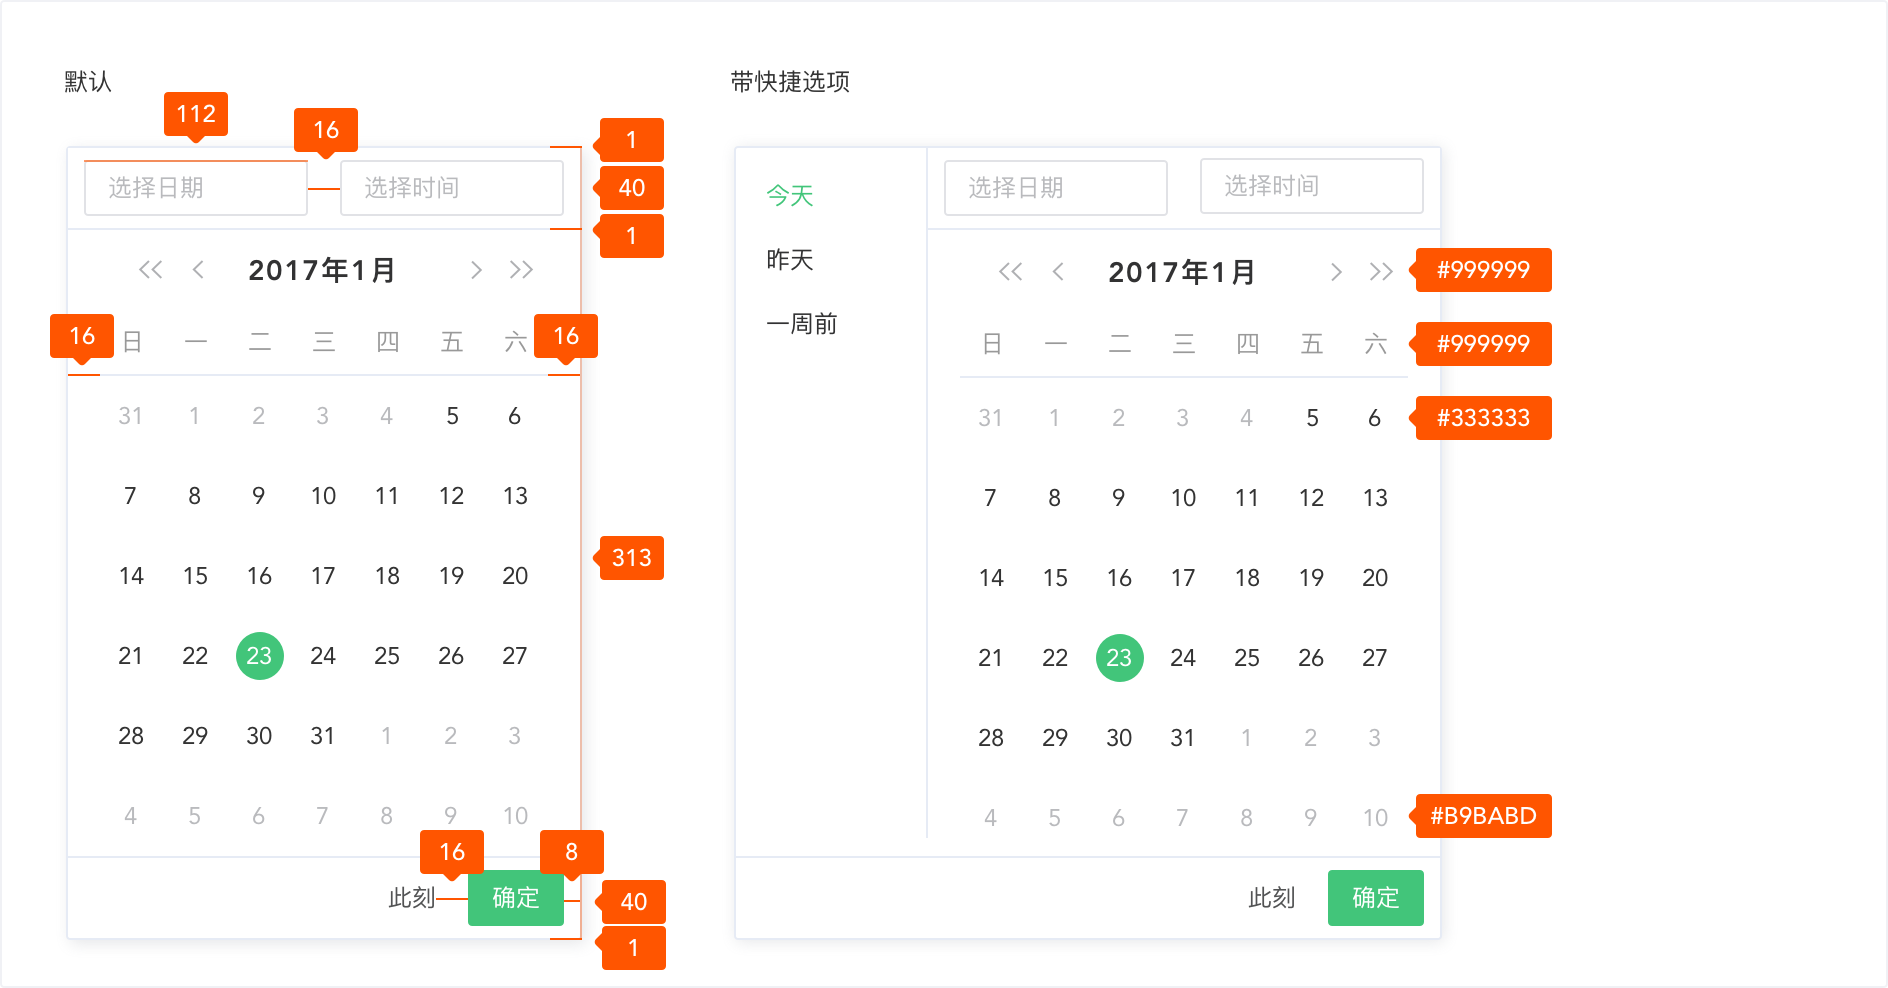 默认
112
16
1
选择日期
选择时间
40
1
<< < 2017年1月 > >>
16
日 一 二 三 四 五 六
16
31 1 2 3 4 5 6
7 8 9 10 11 12 13
313
14 15 16 17 18 19 20
21 22 23 24 25 26 27
28 29 30 31 1 2 3
4 5 6 7 8 9 10
16
8
此刻
确定
40
1
带快捷选项
今天
昨天
一周前
选择日期
选择时间
<< < 2017年1月 > >>
#999999
日 一 二 三 四 五 六
#999999
31 1 2 3 4 5 6
#333333
7 8 9 10 11 12 13
14 15 16 17 18 19 20
21 22 23 24 25 26 27
28 29 30 31 1 2 3
4 5 6 7 8 9 10
#B9BABD
此刻
确定